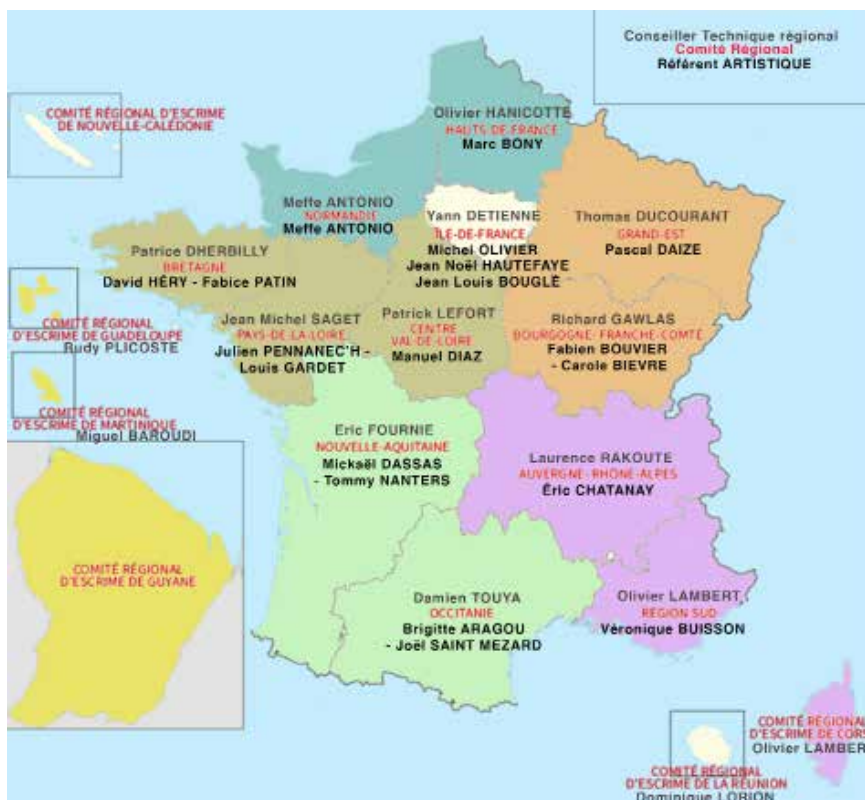 Conseiller Technique régional
Comité Régional
Référent ARTISTIQUE
COMITÉ RÉGIONAL D'ESCRIME
DE NOUVELLE-CALÉDONIE
Olivier HANICOTTE
HAUTS-DE-FRANCE
Marc BONY
Meffe ANTONIO
NORMANDIE
Meffe ANTONIO
Yann DETIENNE
ÎLE-DE-FRANCE
Michel OLIVIER
Jean Noël HAUTEFAYE
Jean Louis BOUGLÈ
Thomas DUCOURANT
GRAND-EST
Pascal DAIZE
Patrice DHERBILLY
BRETAGNE
David HÉRY - Fabice PATIN
COMITÉ RÉGIONAL
D'ESCRIME DE GUADELOUPE
Rudy PLICOSTE
Jean Michel SAGET
PAYS-DE-LA-LOIRE
Julien PENNANEC'H -
Louis GARDET
Patrick LEFORT
CENTRE
VAL-DE-LOIRE
Manuel DIAZ
Richard GAWLAS
BOURGOGNE- FRANCHE-COMTÉ
Fabien BOUVIER
- Carole BIEVRE
COMITÉ RÉGIONAL
D'ESCRIME DE MARTINIQUE
Miguel BAROUDI
Eric FOURNIE
NOUVELLE-AQUITAINE
Mickaël DASSAS
- Tommy NANTERS
Laurence RAKOUTE
AUVERGNE-RHÔNE-ALPES
Éric CHATANAY
COMITÉ RÉGIONAL
D'ESCRIME DE GUYANE
Damien TOUYA
OCCITANIE
Brigitte ARAGOU
- Joël SAINT MEZARD
Olivier LAMBERT
RÉGION SUD
Véronique BUISSON
COMITÉ RÉGIONAL
D'ESCRIME DE CORS
Olivier LAMBER
COMITÉ RÉGIONAL
D'ESCRIME DE LA RÉUNION
Dominique LORION